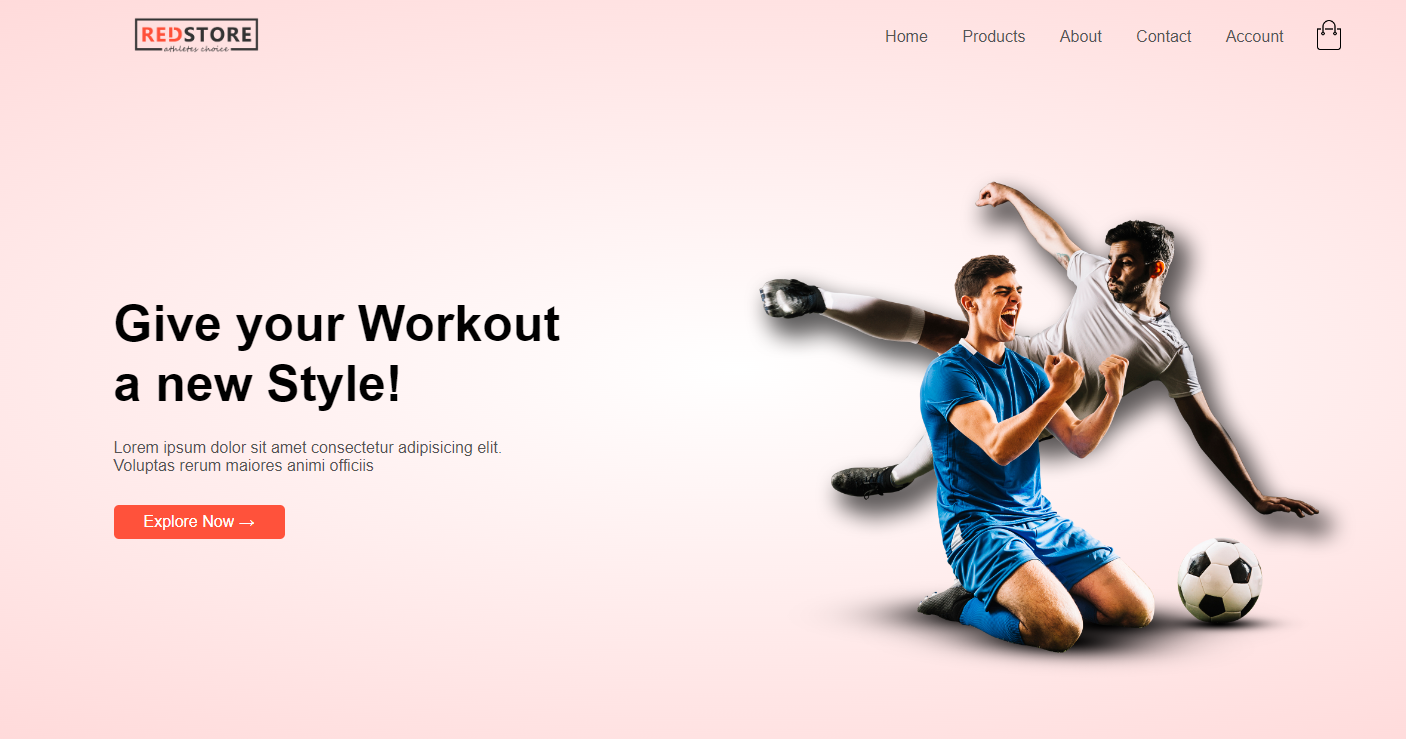 REDSTORE
athletes choice
Home Products About Contact Account
Give your Workout
a new Style!
Lorem ipsum dolor sit amet consectetur adipisicing elit.
Voluptas rerum maiores animi officiis
Explore Now →